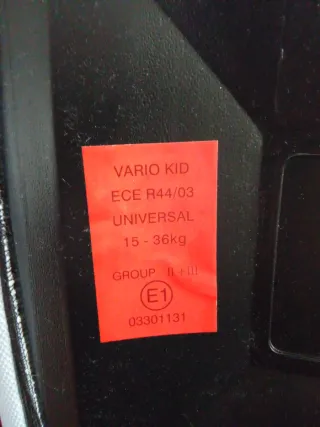 VARIO KID
ECE R44/03
UNIVERSAL
15 - 36kg
GROUP II + III
E1
03301131